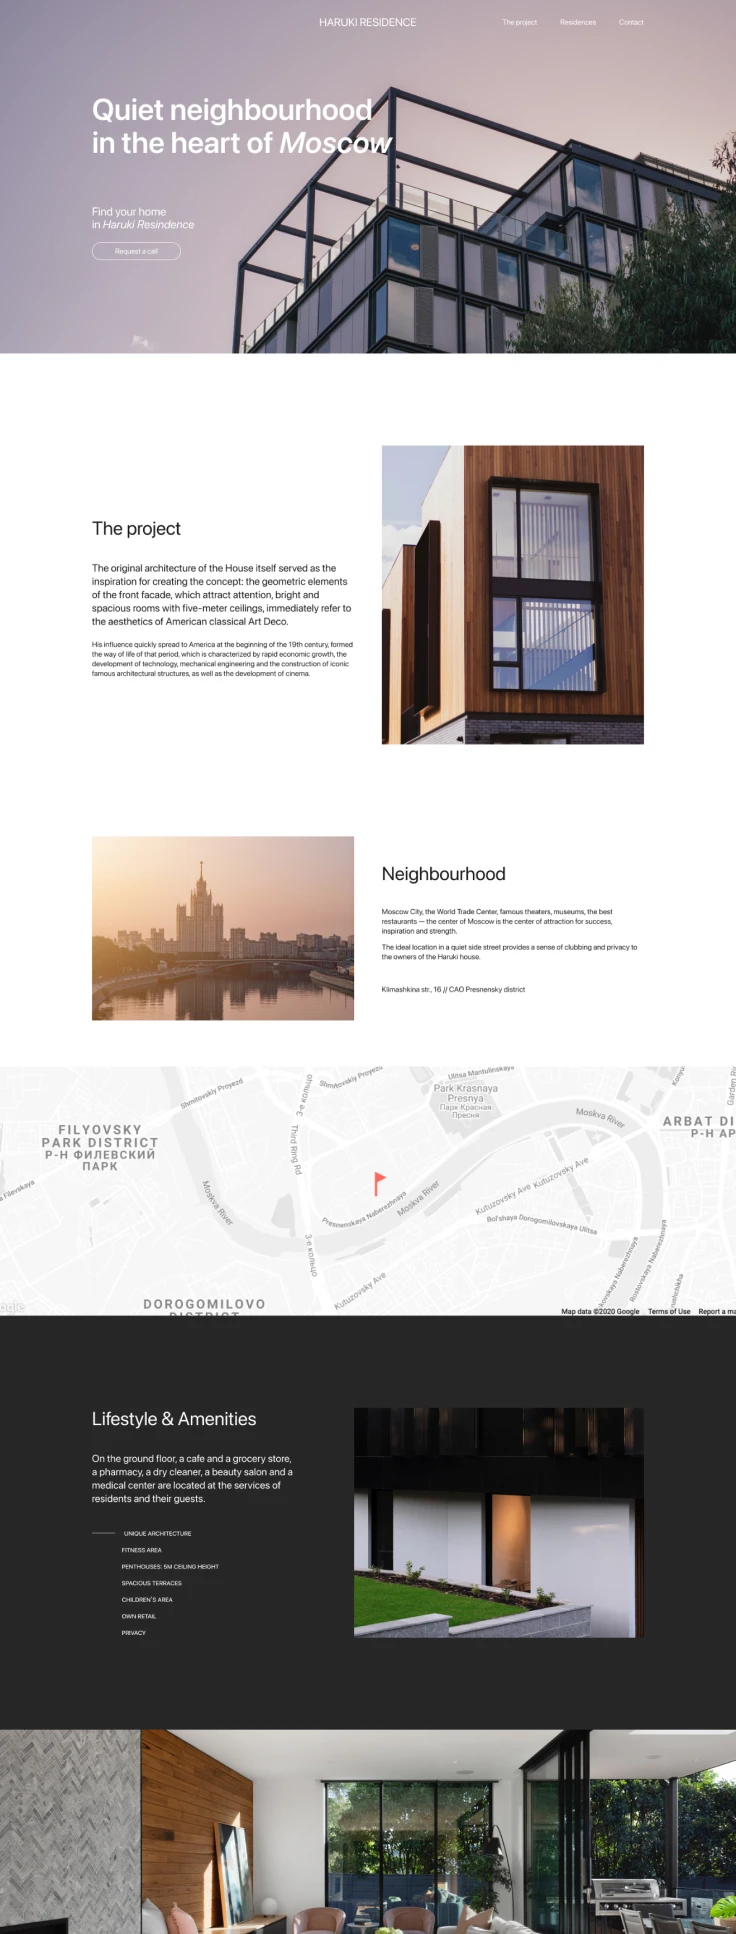 HARUKI RESIDENCE
The project
Residences
Contact
Quiet neighbourhood
in the heart of Moscow
Find your home
in Haruki Resindence
Request a call
The project
The original architecture of the House itself served as the
inspiration for creating the concept: the geometric elements
of the front facade, which attract attention, bright and
spacious rooms with five-meter ceilings, immediately refer to
the aesthetics of American classical Art Deco.
His influence quickly spread to America at the beginning of the 19th century, formed
the way of life of that period, which is characterized by rapid economic growth, the
development of technology, mechanical engineering and the construction of iconic
famous architectural structures, as well as the development of cinema.
Neighbourhood
Moscow City, the World Trade Center, famous theaters, museums, the best
restaurants — the center of Moscow is the center of attraction for success,
inspiration and strength.
The ideal location in a quiet side street provides a sense of clubbing and privacy to
the owners of the Haruki house.
Klimashkina str., 16 // CAO Presnensky district
Shmitovskiy Proyezd
3-е кольцо
Shmitovskiy Proyezd
Ulitsa Mantulinskaya
Park Krasnaya
Presnya
Парк Красная
Пресня
Moskva River
Garden Ri
FILYOVSKY
PARK DISTRICT
Р-Н ФИЛЕВСКИЙ
ПАРК
ARBAT DI
Р-Н АР
Third Ring Rd
a Filevskaya
Moskva River
Presnenskaya Naberezhnaya
Moskva River
Kutuzovsky Ave
Kutuzovsky Ave
Bol'shaya Dorogomilovskaya Ulitsa
3-е кольцо
Kutuzovsky Ave
Rostovskaya Naberezhnaya
DOROGOMILOVO
DISTRICT
Map data ©2020 Google
Terms of Use
Report a ma
Lifestyle & Amenities
On the ground floor, a cafe and a grocery store,
a pharmacy, a dry cleaner, a beauty salon and a
medical center are located at the services of
residents and their guests.
UNIQUE ARCHITECTURE
FITNESS AREA
PENTHOUSES: 5M CEILING HEIGHT
SPACIOUS TERRACES
CHILDREN'S AREA
OWN RETAIL
PRIVACY